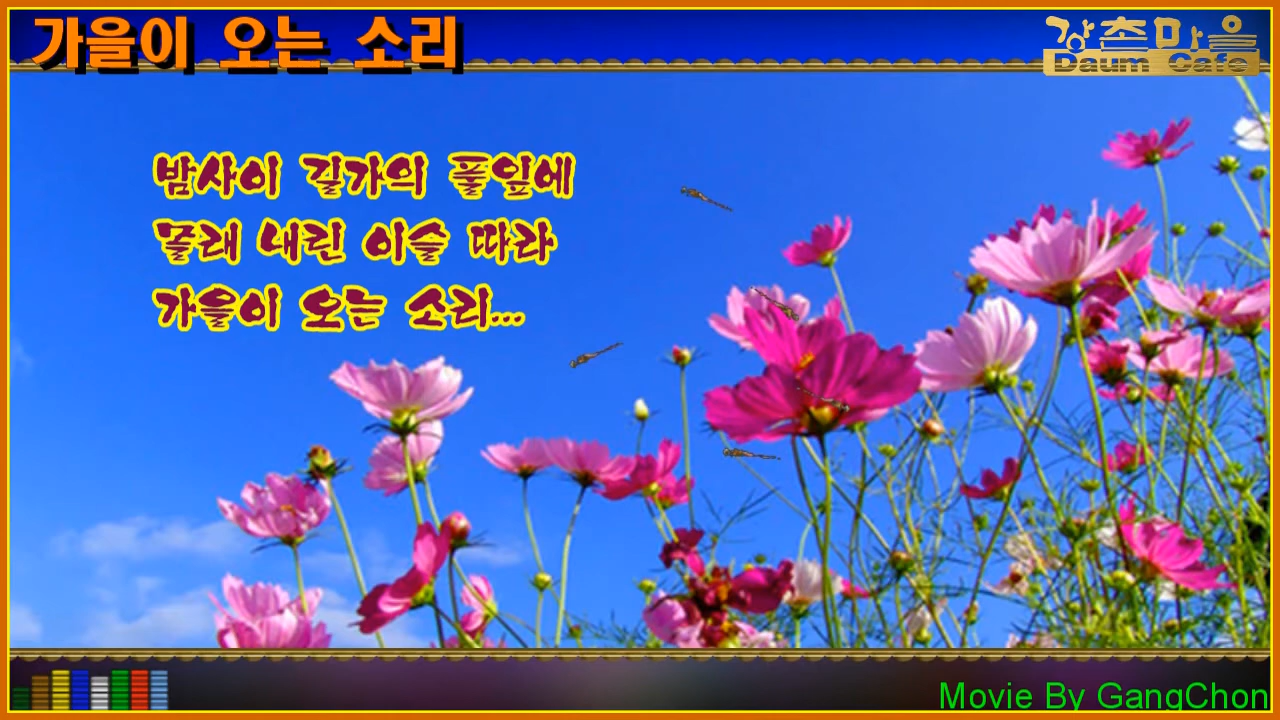 가을이 오는 소리
강촌마을
Daum Cafe
밤사이 길가의 풀잎에
몰래 내린 이슬 따라
가을이 오는 소리...
Movie By GangChon